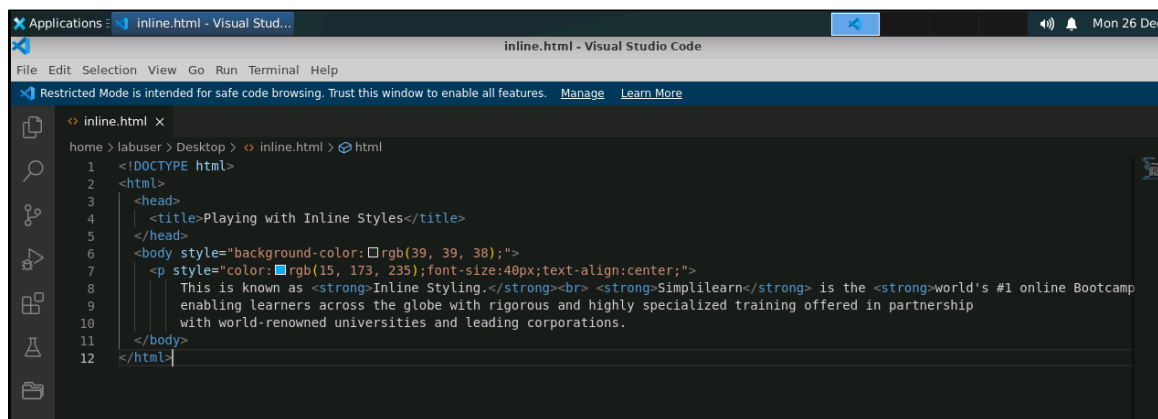 Applications
inline.html - Visual Stud...
Mon 26 De
inline.html - Visual Studio Code
File Edit Selection View Go Run Terminal Help
Restricted Mode is intended for safe code browsing. Trust this window to enable all features. Manage Learn More
<> inline.html ×
home > labuser > Desktop > <> inline.html > html
1 <!DOCTYPE html>
2 <html>
3 <head>
4 <title>Playing with Inline Styles</title>
5 </head>
6 <body style="background-color:rgb(39, 39, 38);">
7 <p style="color:rgb(15, 173, 235);font-size:40px;text-align:center;">
8 This is known as <strong>Inline Styling.</strong><br> <strong>Simplilearn</strong> is the <strong>world's #1 online Bootcamp
9 enabling learners across the globe with rigorous and highly specialized training offered in partnership
10 with world-renowned universities and leading corporations.
11 </body>
12 </html>